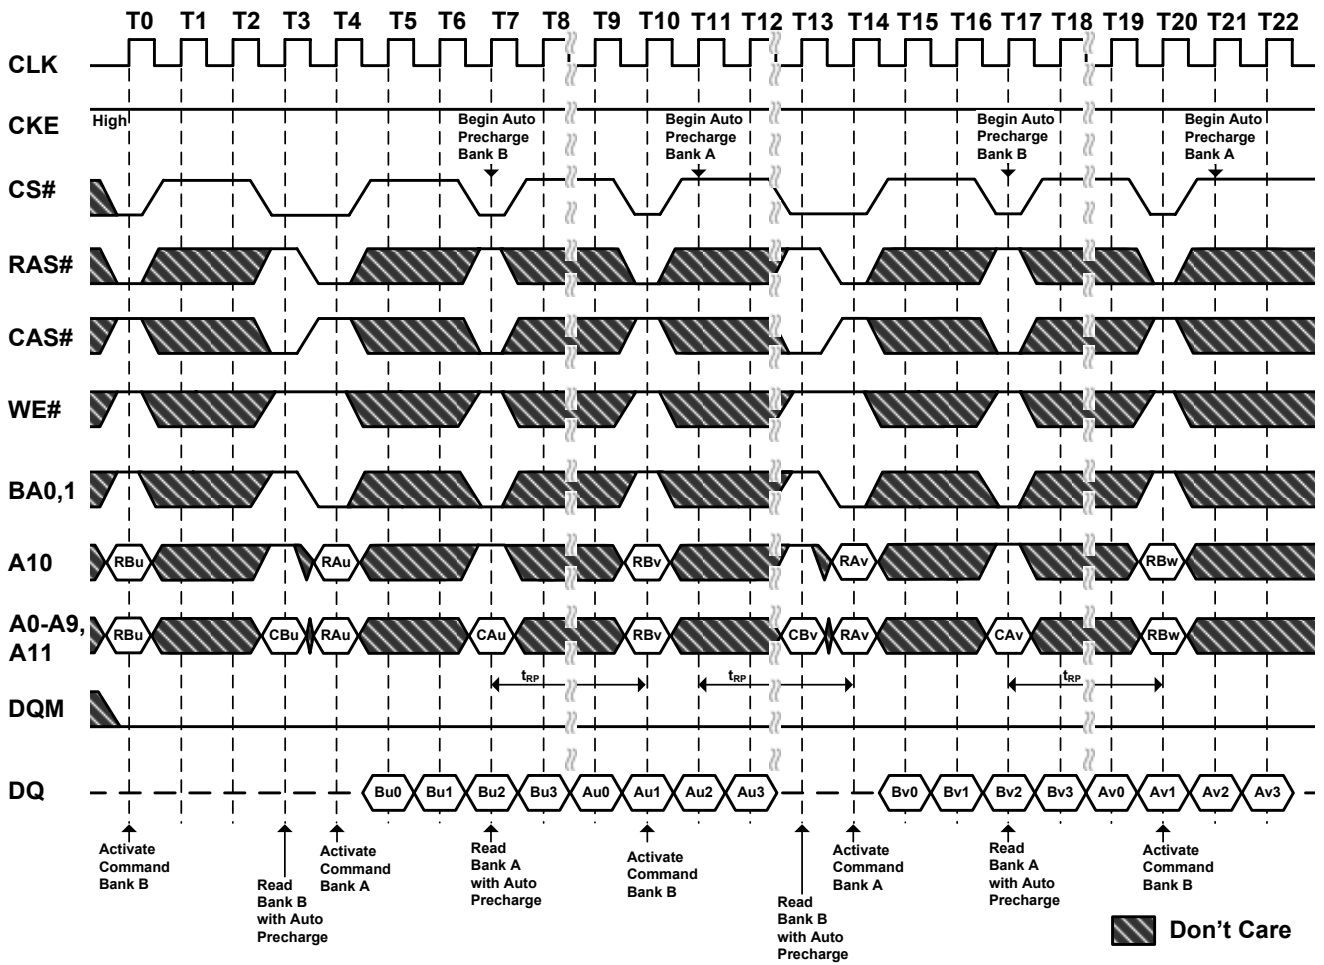 T0 T1 T2 T3 T4 T5 T6 T7 T8 T9 T10 T11 T12 T13 T14 T15 T16 T17 T18 T19 T20 T21 T22
CLK
CKE
High
Begin Auto
Precharge
Bank B
Begin Auto
Precharge
Bank A
Begin Auto
Precharge
Bank B
Begin Auto
Precharge
Bank A
CS#
RAS#
CAS#
WE#
BA0,1
A10
RBu RAu RBv RAv RBw
A0-A9,
A11
RBu CBu RAu CAu RBv CBv RAv CAv RBw
tRP tRP tRP
DQM
DQ
Bu0 Bu1 Bu2 Bu3 Au0 Au1 Au2 Au3 Bv0 Bv1 Bv2 Bv3 Av0 Av1 Av2 Av3
Activate
Command
Bank B
Read
Bank B
with Auto
Precharge
Activate
Command
Bank A
Read
Bank A
with Auto
Precharge
Activate
Command
Bank B
Read
Bank B
with Auto
Precharge
Activate
Command
Bank A
Read
Bank A
with Auto
Precharge
Activate
Command
Bank B
Don't Care